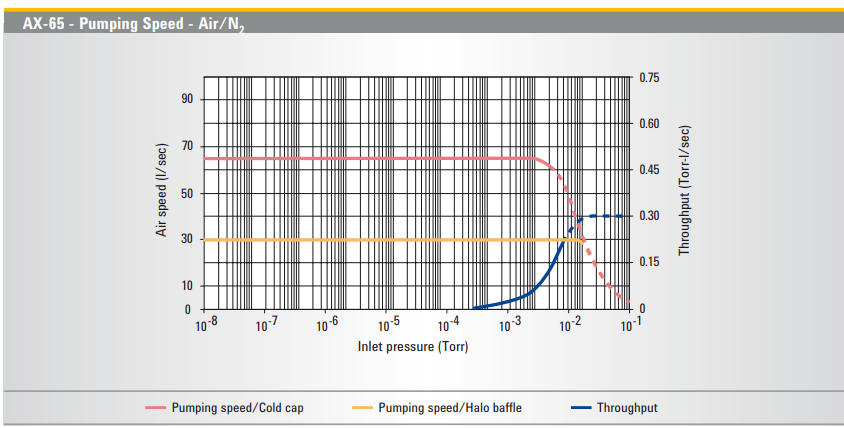 AX-65 - Pumping Speed - Air/N₂
Air speed (l/ sec)
90
70
50
30
10
0
0.75
0.60
0.45
0.30
0.15
0
Throughput (Torr-l/sec)
10⁻⁸ 10⁻⁷ 10⁻⁶ 10⁻⁵ 10⁻⁴ 10⁻³ 10⁻² 10⁻¹
Inlet pressure (Torr)
Pumping speed/Cold cap Pumping speed/Halo baffle Throughput